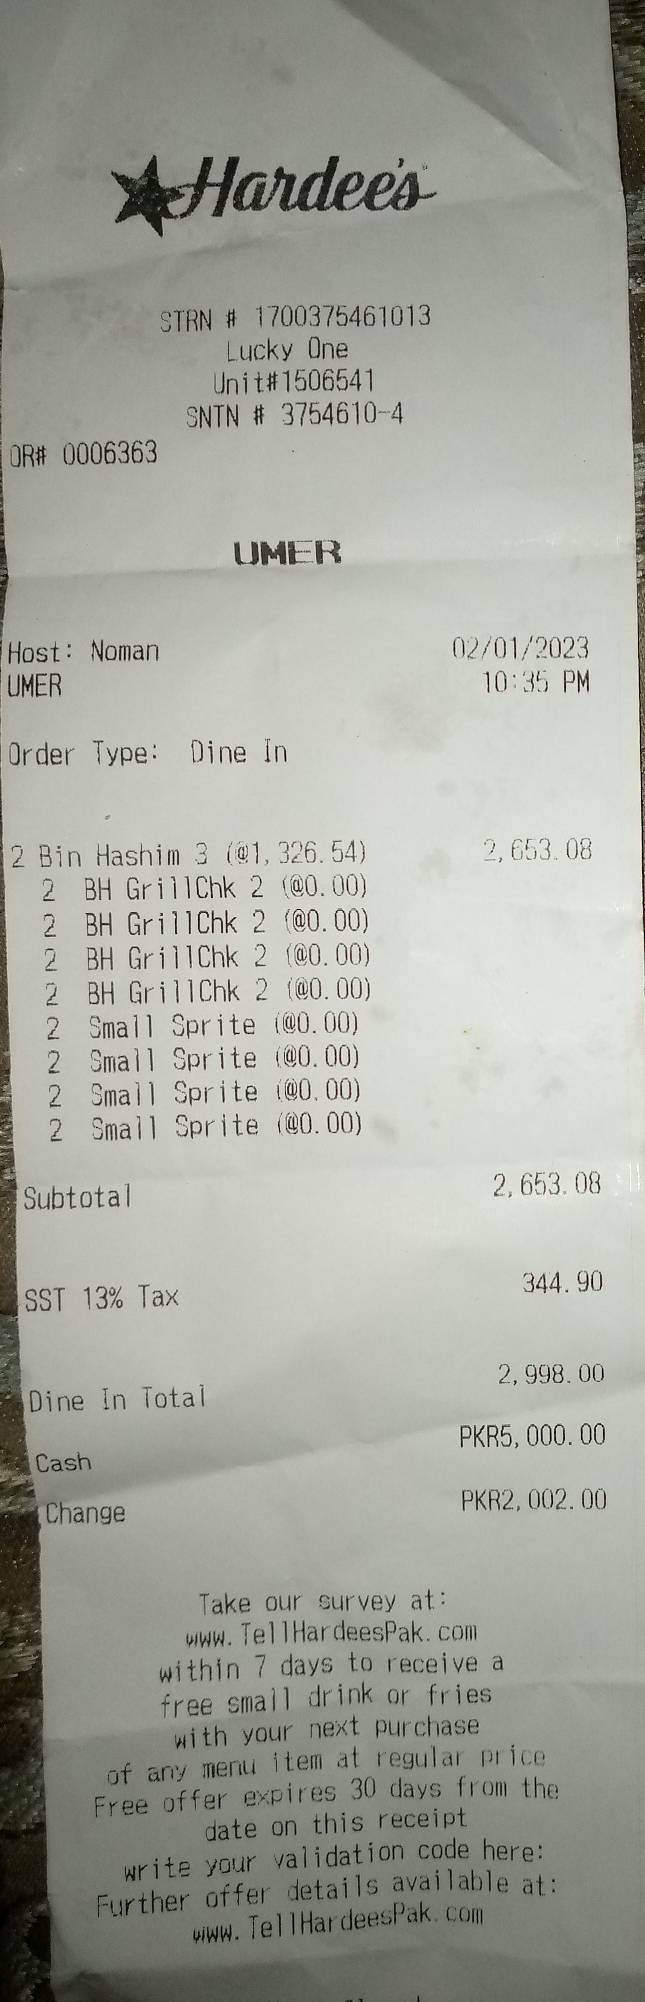 Hardee's
STRN # 1700375461013
Lucky One
Unit#1506541
SNTN # 3754610-4
OR# 0006363
UMER
Host: Noman 02/01/2023
UMER 10:35 PM
Order Type: Dine In
2 Bin Hashim 3 (@1,326.54) 2,653.08
2 BH GrillChk 2 (@0.00)
2 BH GrillChk 2 (@0.00)
2 BH GrillChk 2 (@0.00)
2 BH GrillChk 2 (@0.00)
2 Small Sprite (@0.00)
2 Small Sprite (@0.00)
2 Small Sprite (@0.00)
2 Small Sprite (@0.00)
Subtotal 2,653.08
SST 13% Tax 344.90
Dine In Total 2,998.00
Cash PKR5,000.00
Change PKR2,002.00
Take our survey at:
www.TellHardeesPak.com
within 7 days to receive a
free small drink or fries
with your next purchase
of any menu item at regular price
Free offer expires 30 days from the
date on this receipt
write your validation code here:
Further offer details available at:
www.TellHardeesPak.com